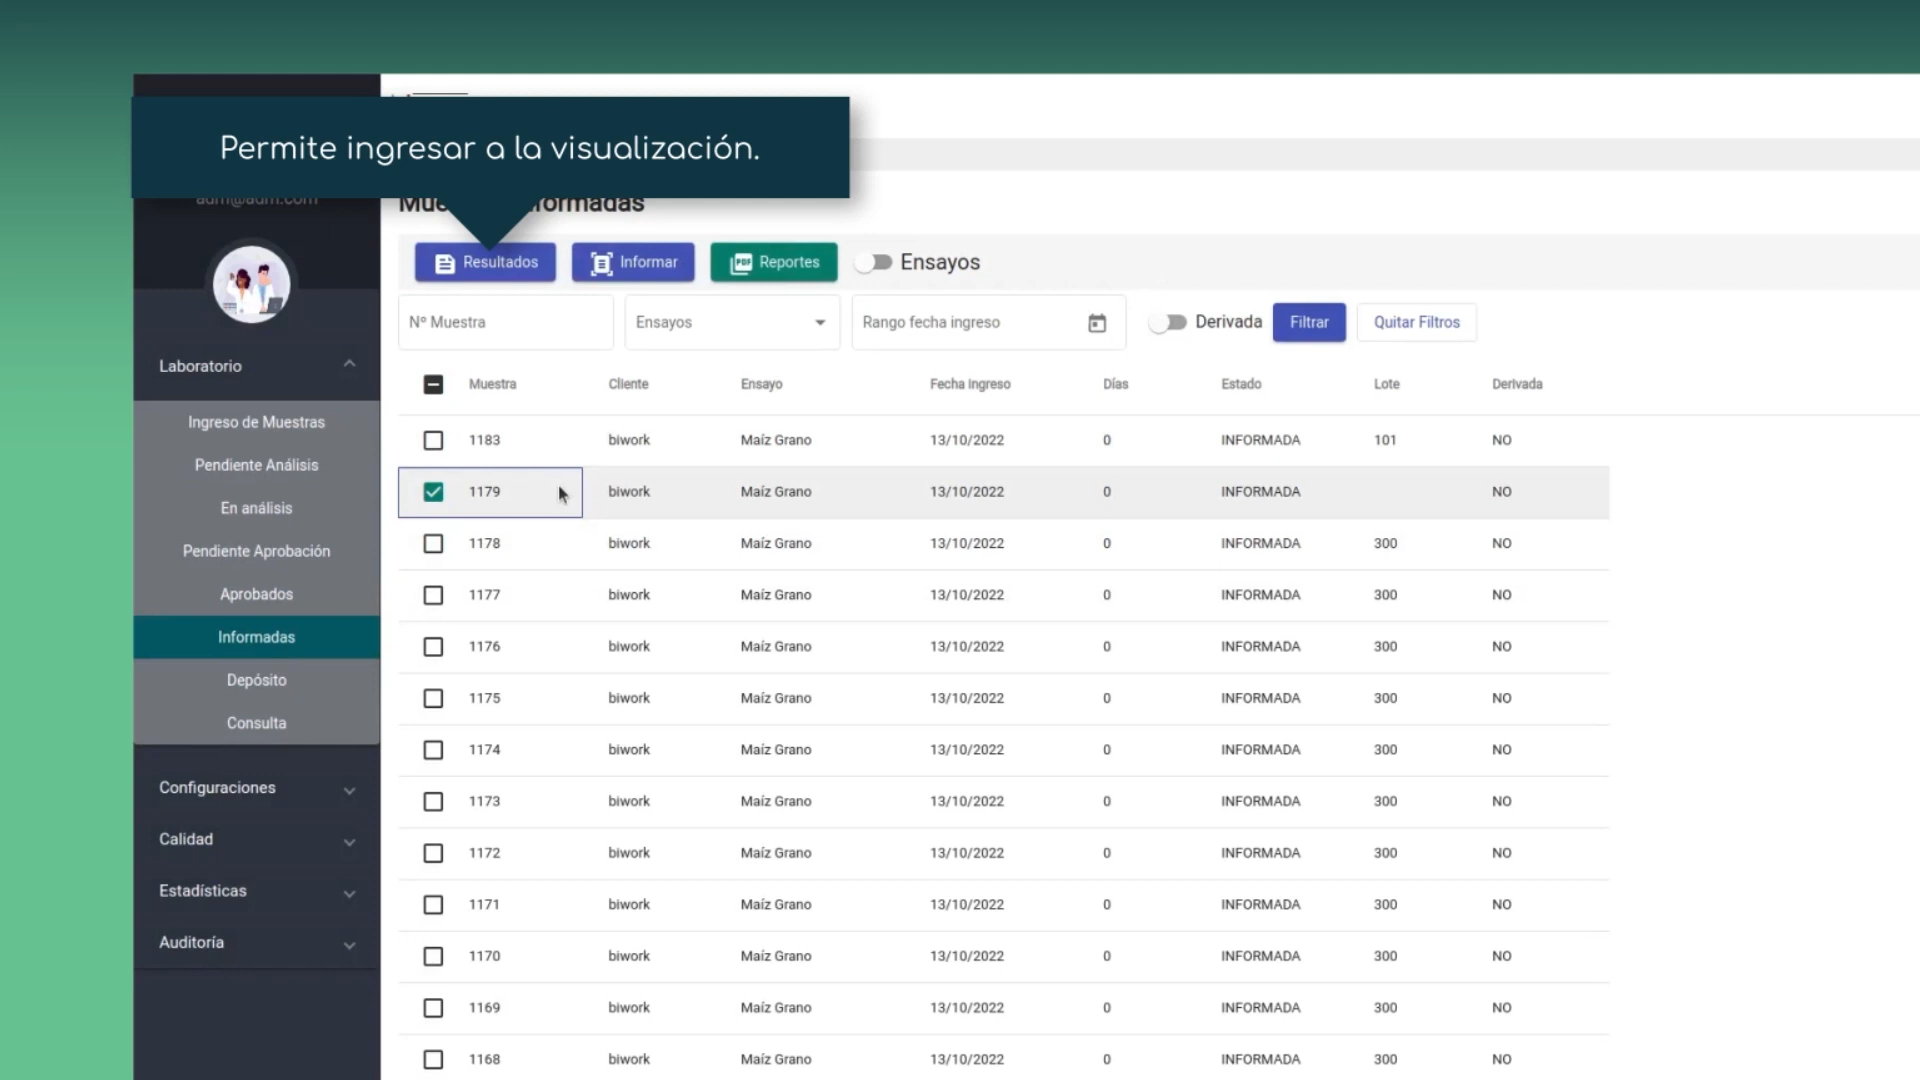 Permite ingresar a la visualización.
Resultados
Informar
Reportes
Ensayos
Nº Muestra
Ensayos
Rango fecha ingreso
Derivada
Filtrar
Quitar Filtros
Laboratorio
Ingreso de Muestras
Pendiente Análisis
En análisis
Pendiente Aprobación
Aprobados
Informadas
Depósito
Consulta
Configuraciones
Calidad
Estadísticas
Auditoría
Muestra Cliente Ensayo Fecha Ingreso Días Estado Lote Derivada
1183 biwork Maíz Grano 13/10/2022 0 INFORMADA 101 NO
1179 biwork Maíz Grano 13/10/2022 0 INFORMADA NO
1178 biwork Maíz Grano 13/10/2022 0 INFORMADA 300 NO
1177 biwork Maíz Grano 13/10/2022 0 INFORMADA 300 NO
1176 biwork Maíz Grano 13/10/2022 0 INFORMADA 300 NO
1175 biwork Maíz Grano 13/10/2022 0 INFORMADA 300 NO
1174 biwork Maíz Grano 13/10/2022 0 INFORMADA 300 NO
1173 biwork Maíz Grano 13/10/2022 0 INFORMADA 300 NO
1172 biwork Maíz Grano 13/10/2022 0 INFORMADA 300 NO
1171 biwork Maíz Grano 13/10/2022 0 INFORMADA 300 NO
1170 biwork Maíz Grano 13/10/2022 0 INFORMADA 300 NO
1169 biwork Maíz Grano 13/10/2022 0 INFORMADA 300 NO
1168 biwork Maíz Grano 13/10/2022 0 INFORMADA 300 NO